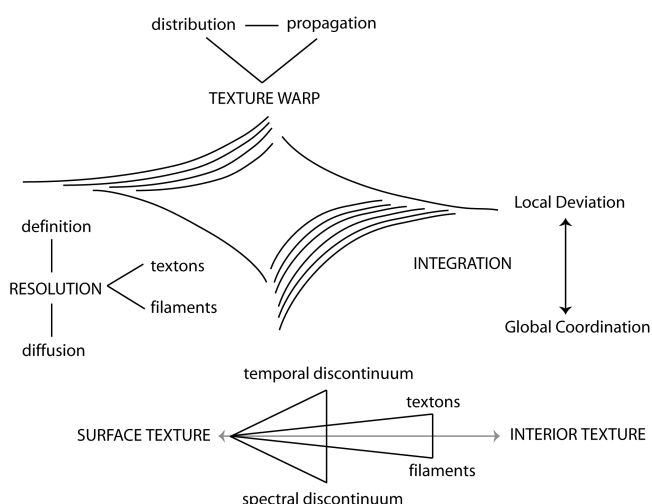 distribution
propagation
TEXTURE WARP
Local Deviation
definition
textons
RESOLUTION
filaments
INTEGRATION
diffusion
Global Coordination
temporal discontinuum
textons
SURFACE TEXTURE
INTERIOR TEXTURE
filaments
spectral discontinuum